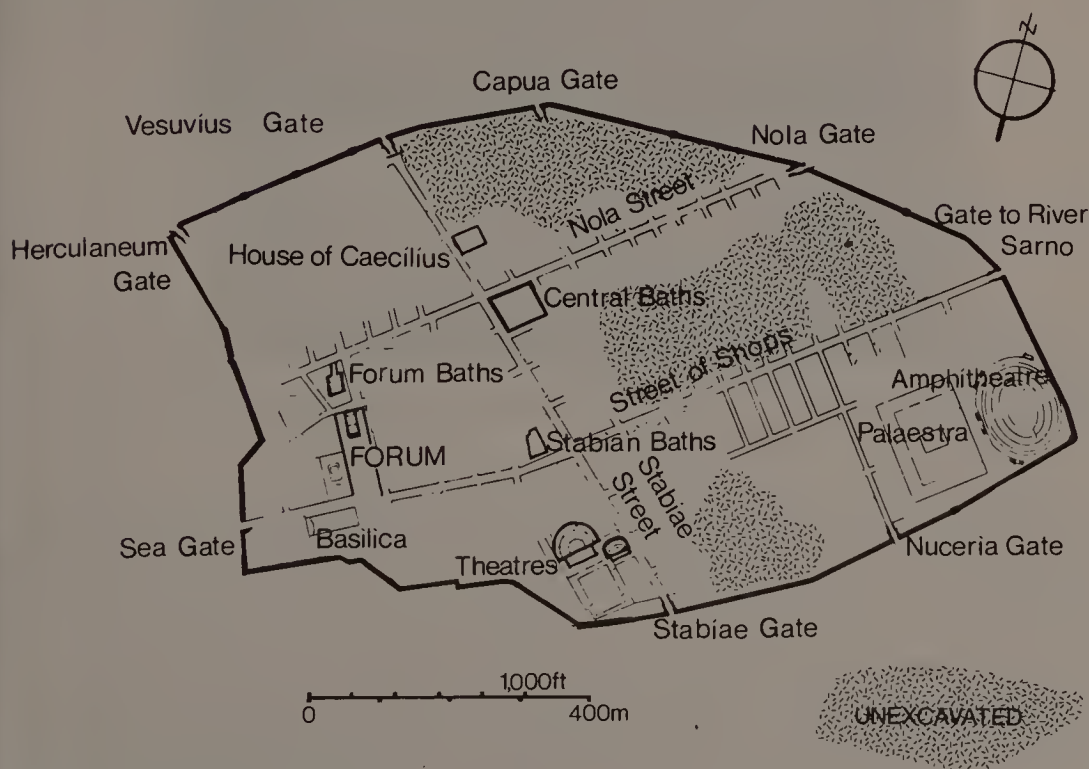 N
Capua Gate
Vesuvius Gate
Nola Gate
Nola Street
Gate to River
Sarno
Herculaneum
Gate
House of Caecilius
Central Baths
Street of Shops
Forum Baths
Amphitheatre
Palaestra
Stabian Baths
FORUM
Stabiae
Street
Sea Gate
Basilica
Theatres
Nuceria Gate
Stabiae Gate
1,000ft
0
400m
UNEXCAVATED